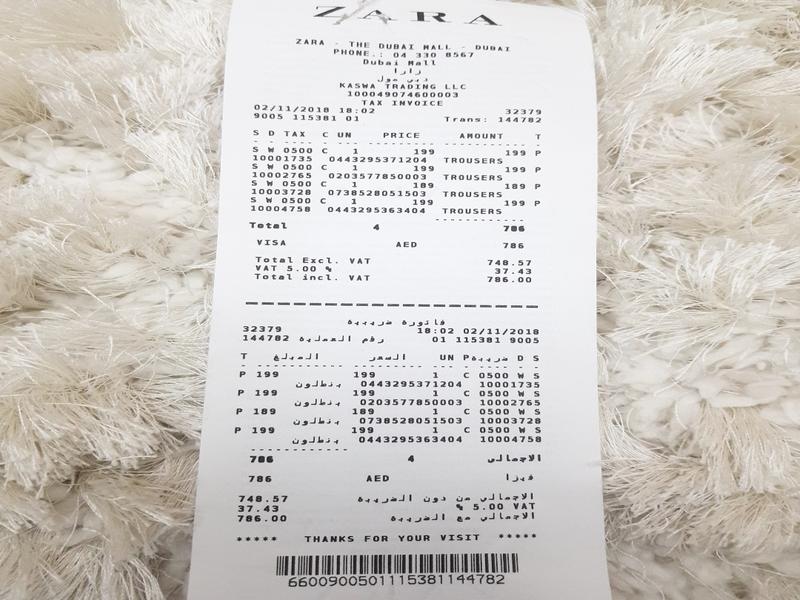 ZARA
ZARA - THE DUBAI MALL - DUBAI
PHONE.: 04 330 8567
Dubai Mall
زارا
دبي مول
KASWA TRADING LLC
100049074600003
TAX INVOICE
02/11/2018 18:02 32379
9005 115381 01 Trans: 144782
S D TAX C UN PRICE AMOUNT T
S W 0500 C 1 199 199 P
10001735 0443295371204 TROUSERS
S W 0500 C 1 199 199 P
10002765 0203577850003 TROUSERS
S W 0500 C 1 189 189 P
10003728 0738528051503 TROUSERS
S W 0500 C 1 199 199 P
10004758 0443295363404 TROUSERS
Total 4 786
VISA AED 786
Total Excl. VAT 748.57
VAT 5.00 % 37.43
Total incl. VAT 786.00
فاتورة ضريبية
32379 18:02 02/11/2018
144782 رقم العملية 01 115381 9005
T المبلغ السعر UN P ضريبة D S
P 199 199 1 C 0500 W S
بنطلون 0443295371204 10001735
P 199 199 1 C 0500 W S
بنطلون 0203577850003 10002765
P 189 189 1 C 0500 W S
بنطلون 0738528051503 10003728
P 199 199 1 C 0500 W S
بنطلون 0443295363404 10004758
786 4 الاجمالي
786 AED فيزا
748.57 الاجمالي من دون الضريبة
37.43 % 5.00 VAT
786.00 الاجمالي مع الضريبة
***** THANKS FOR YOUR VISIT *****
6600900501115381144782